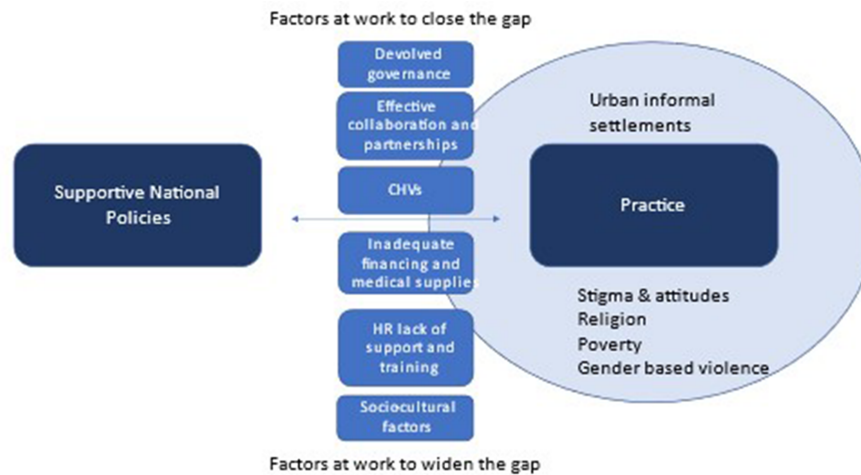 Factors at work to close the gap
Devolved
governance
Effective
collaboration and
partnerships
CHVs
Supportive National
Policies
Urban informal
settlements
Practice
Inadequate
financing and
medical supplies
HR lack of
support and
training
Sociocultural
factors
Stigma & attitudes
Religion
Poverty
Gender based violence
Factors at work to widen the gap